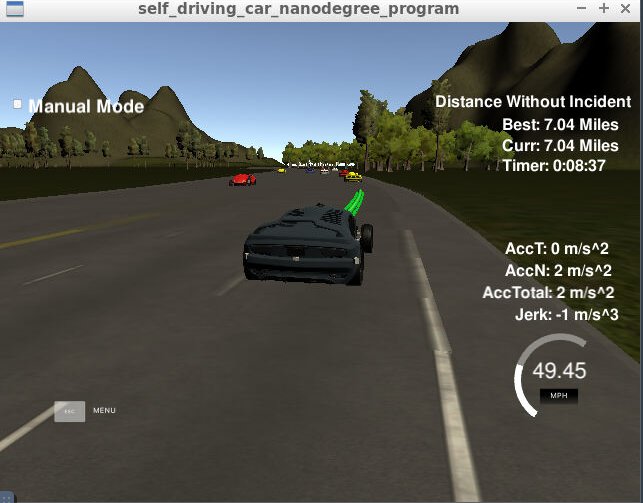 self_driving_car_nanodegree_program
Manual Mode
Distance Without Incident
Best: 7.04 Miles
Curr: 7.04 Miles
Timer: 0:08:37
AccT: 0 m/s^2
AccN: 2 m/s^2
AccTotal: 2 m/s^2
Jerk: -1 m/s^3
49.45
MPH
ESC
MENU